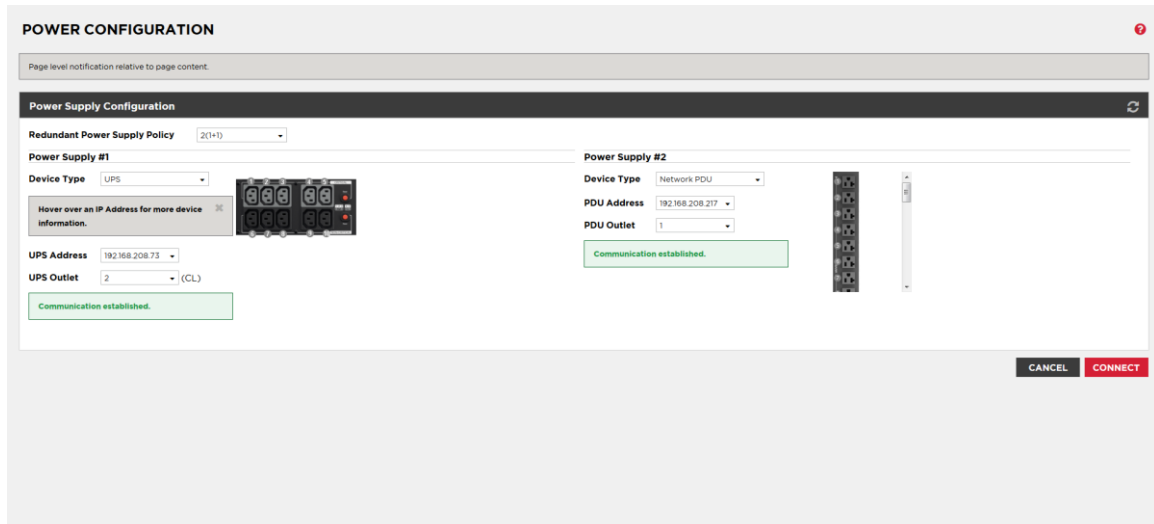 POWER CONFIGURATION
Page level notification relative to page content.
Power Supply Configuration
Redundant Power Supply Policy 2(1+1)
Power Supply #1
Device Type UPS
Hover over an IP Address for more device
information.
UPS Address 192.168.208.73
UPS Outlet 2 (CL)
Communication established.
Power Supply #2
Device Type Network PDU
PDU Address 192.168.208.217
PDU Outlet 1
Communication established.
CANCEL CONNECT